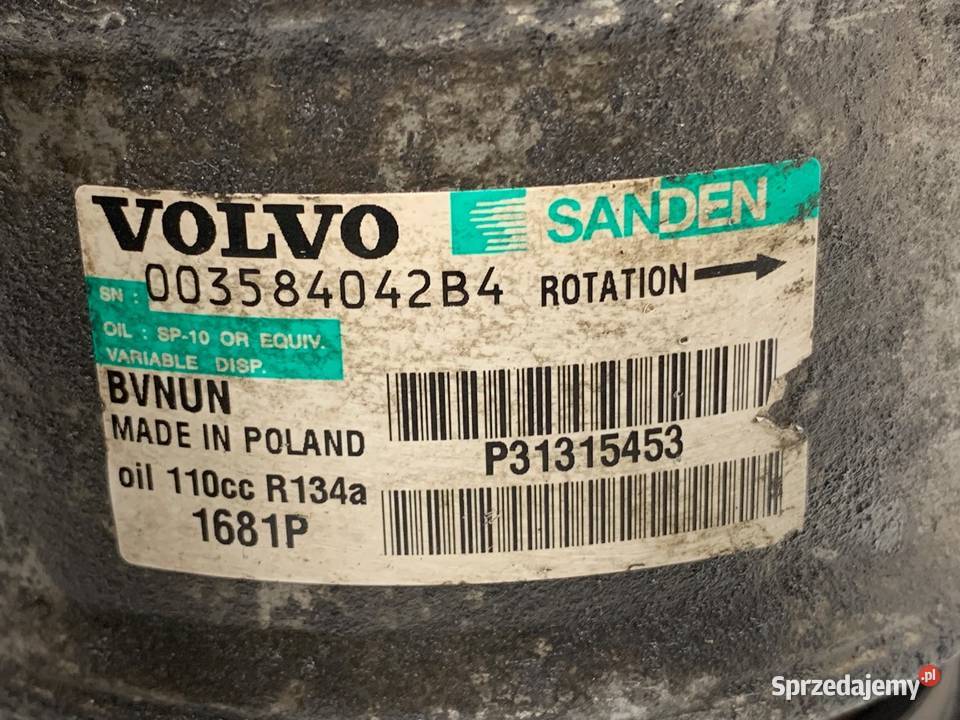 VOLVO SANDEN
SN : 003584042B4 ROTATION
OIL : SP-10 OR EQUIV.
VARIABLE DISP.
BVNUN
MADE IN POLAND
P31315453
oil 110cc R134a
1681P
Sprzedajemy.pl